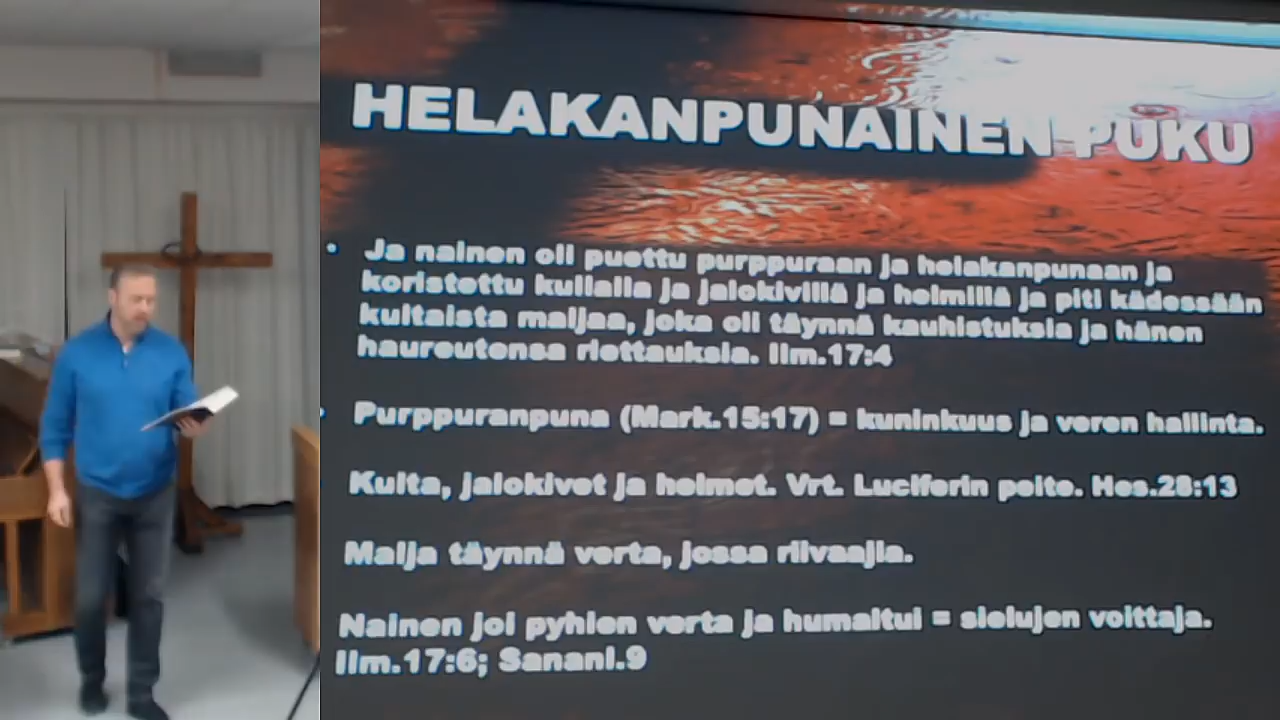 HELAKANPUNAINEN PUKU
• Ja nainen oli puettu purppuraan ja helakanpunaan ja
koristettu kullalla ja jalokivillä ja helmillä ja piti kädessään
kultaista maljaa, joka oli täynnä kauhistuksia ja hänen
haureutensa riettauksia. Ilm.17:4
• Purppuranpuna (Mark.15:17) = kuninkuus ja veren hallinta.
Kulta, jalokivet ja helmet. Vrt. Luciferin peite. Hes.28:13
Malja täynnä verta, jossa riivaajia.
Nainen joi pyhien verta ja humaltui = sielujen voittaja.
Ilm.17:6; Sananl.9